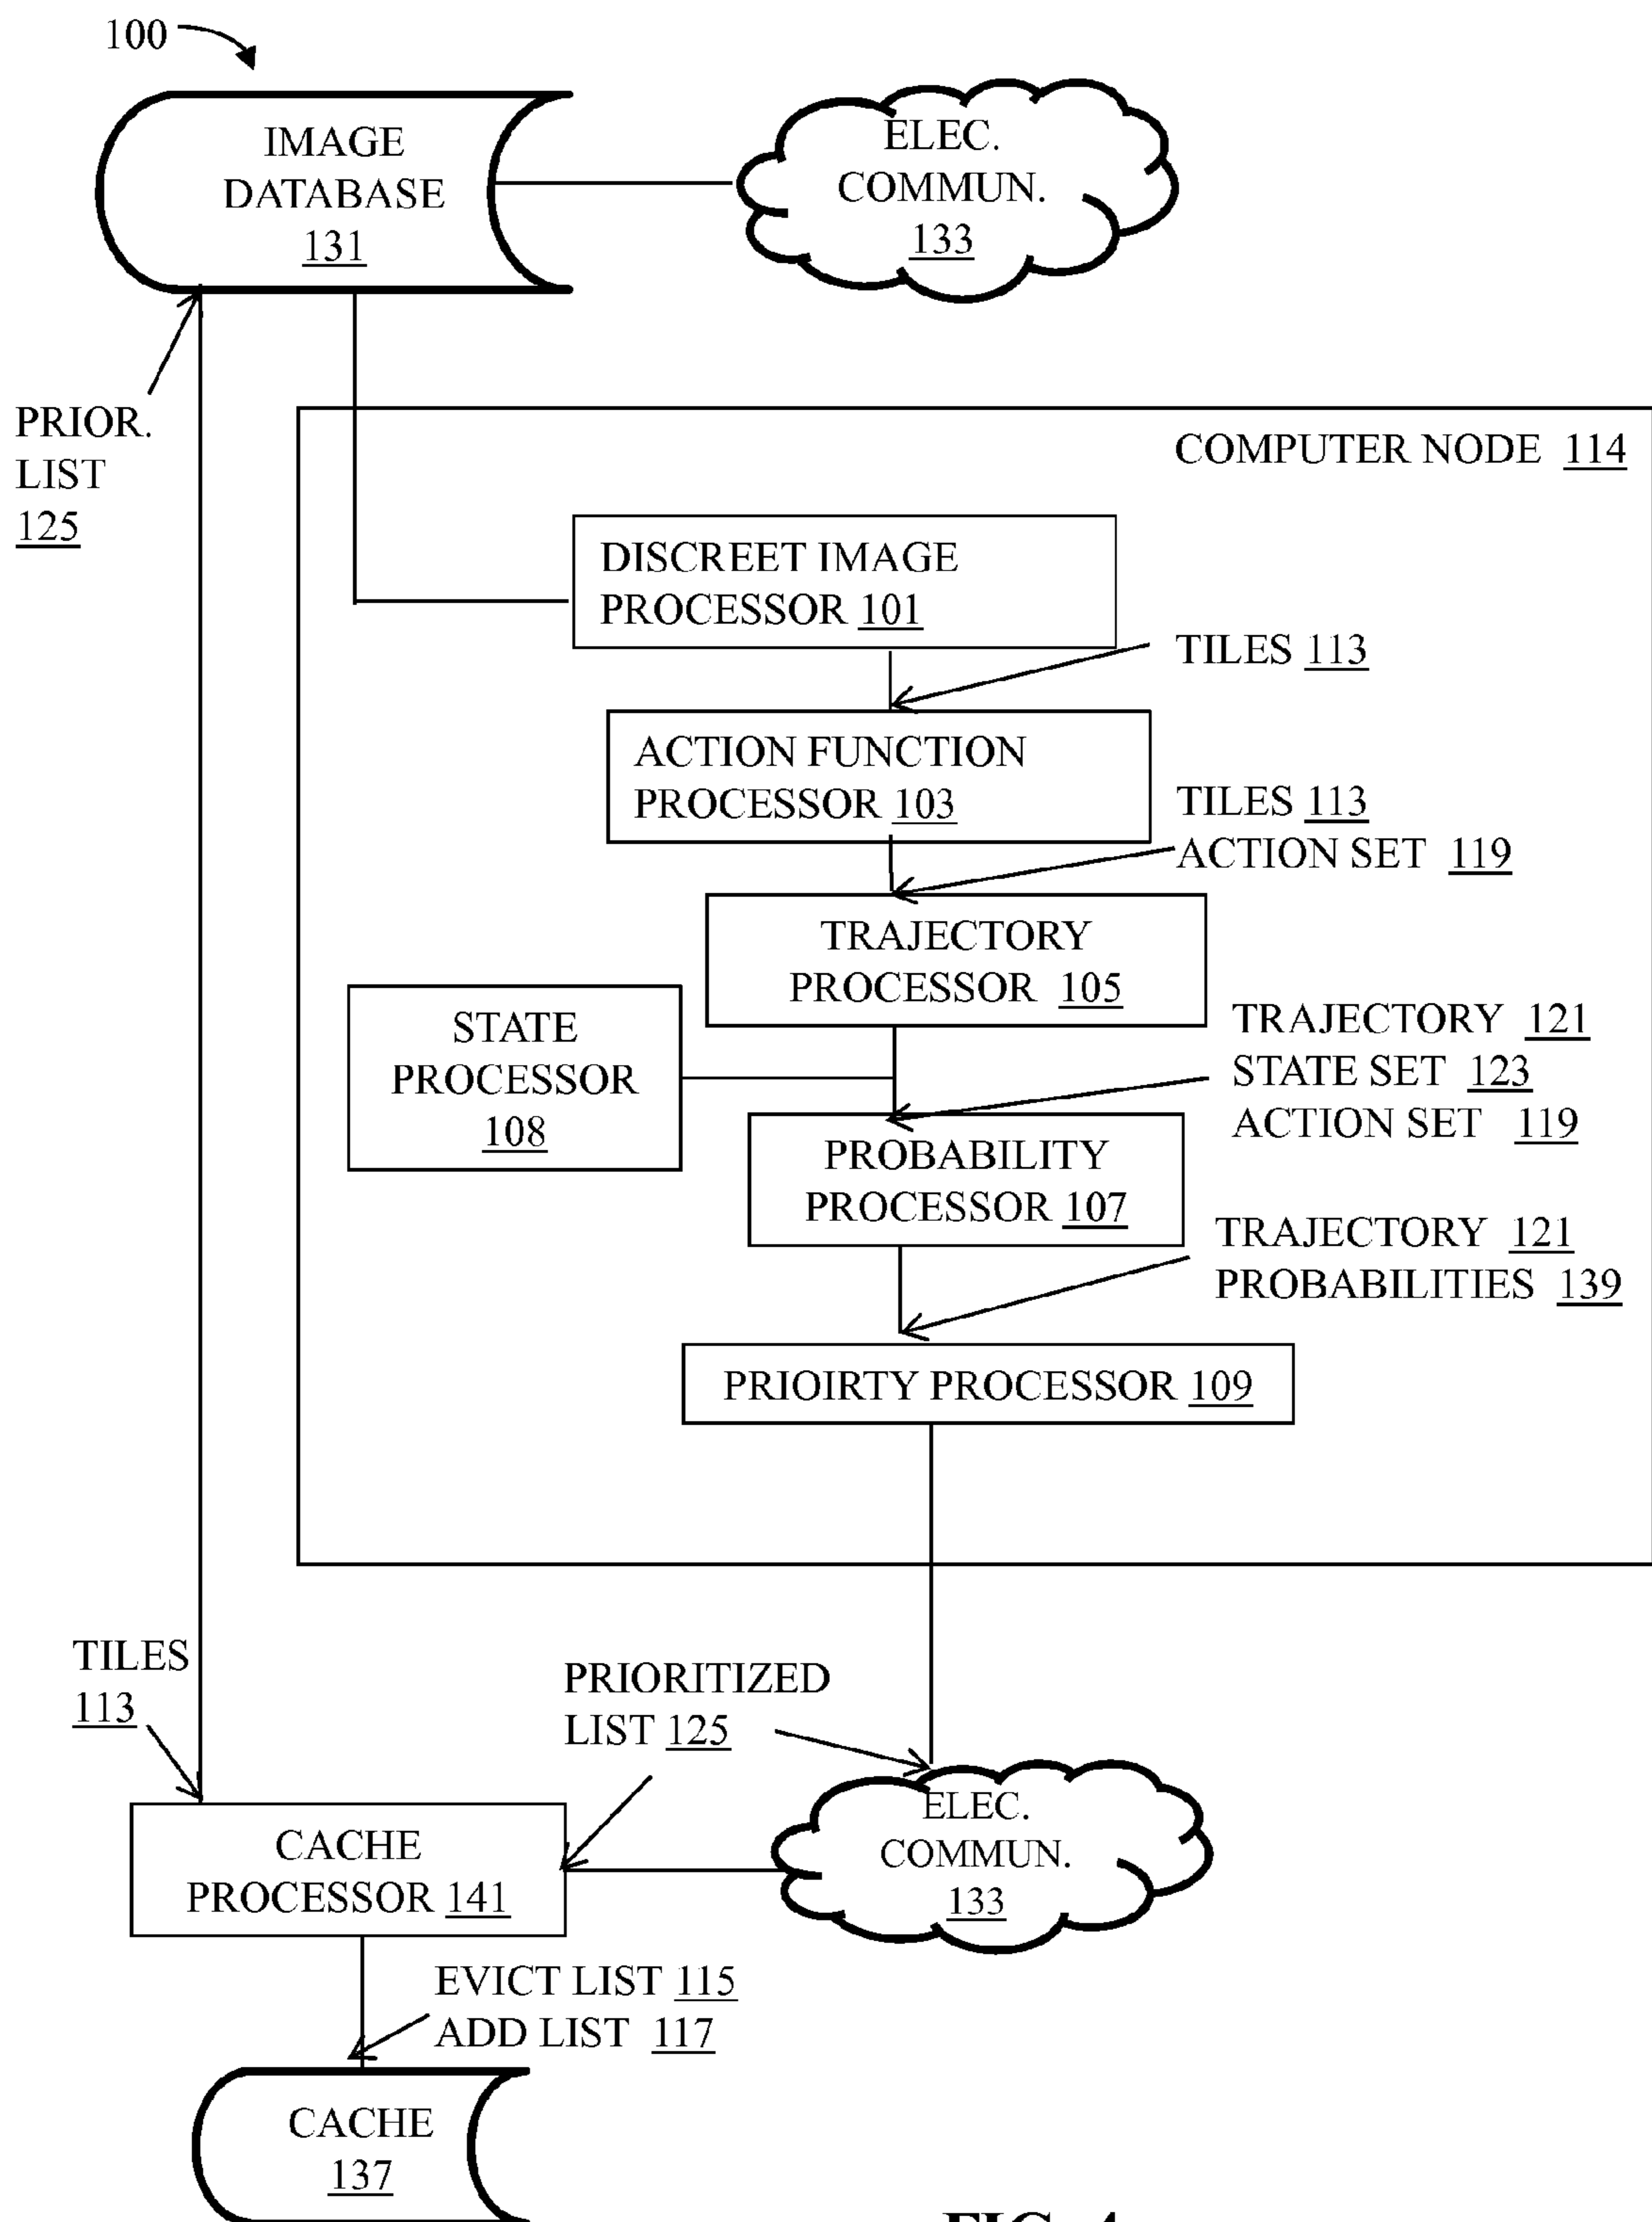 100
IMAGE
DATABASE
131
ELEC.
COMMUN.
133
PRIOR.
LIST
125
COMPUTER NODE 114
DISCREET IMAGE
PROCESSOR 101
TILES 113
ACTION FUNCTION
PROCESSOR 103
TILES 113
ACTION SET 119
TRAJECTORY
PROCESSOR 105
STATE
PROCESSOR
108
TRAJECTORY 121
STATE SET 123
ACTION SET 119
PROBABILITY
PROCESSOR 107
TRAJECTORY 121
PROBABILITIES 139
PRIOIRTY PROCESSOR 109
TILES
113
PRIORITIZED
LIST 125
ELEC.
COMMUN.
133
CACHE
PROCESSOR 141
EVICT LIST 115
ADD LIST 117
CACHE
137